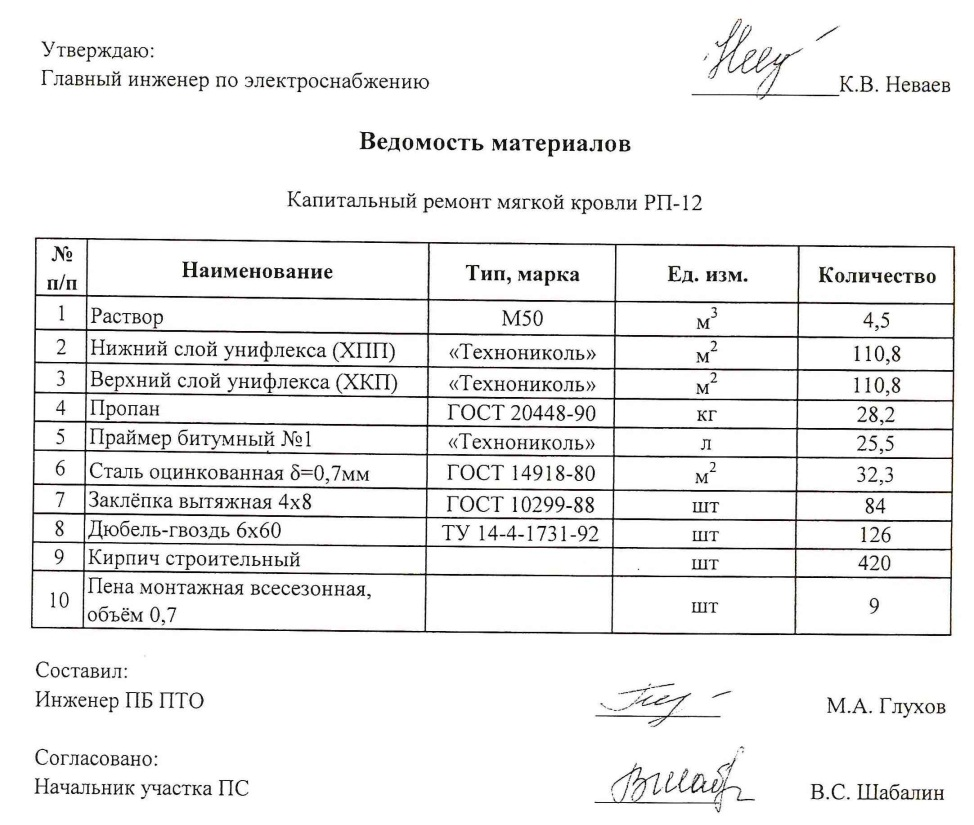 Утверждаю:
Главный инженер по электроснабжению
К.В. Неваев
Ведомость материалов
Капитальный ремонт мягкой кровли РП-12
№ п/п Наименование Тип, марка Ед. изм. Количество
1 Раствор М50 м³ 4,5
2 Нижний слой унифлекса (ХПП) «Технониколь» м² 110,8
3 Верхний слой унифлекса (ХКП) «Технониколь» м² 110,8
4 Пропан ГОСТ 20448-90 кг 28,2
5 Праймер битумный №1 «Технониколь» л 25,5
6 Сталь оцинкованная δ=0,7мм ГОСТ 14918-80 м² 32,3
7 Заклёпка вытяжная 4х8 ГОСТ 10299-88 шт 84
8 Дюбель-гвоздь 6х60 ТУ 14-4-1731-92 шт 126
9 Кирпич строительный шт 420
10 Пена монтажная всесезонная,
объём 0,7 шт 9
Составил:
Инженер ПБ ПТО
М.А. Глухов
Согласовано:
Начальник участка ПС
В.С. Шабалин